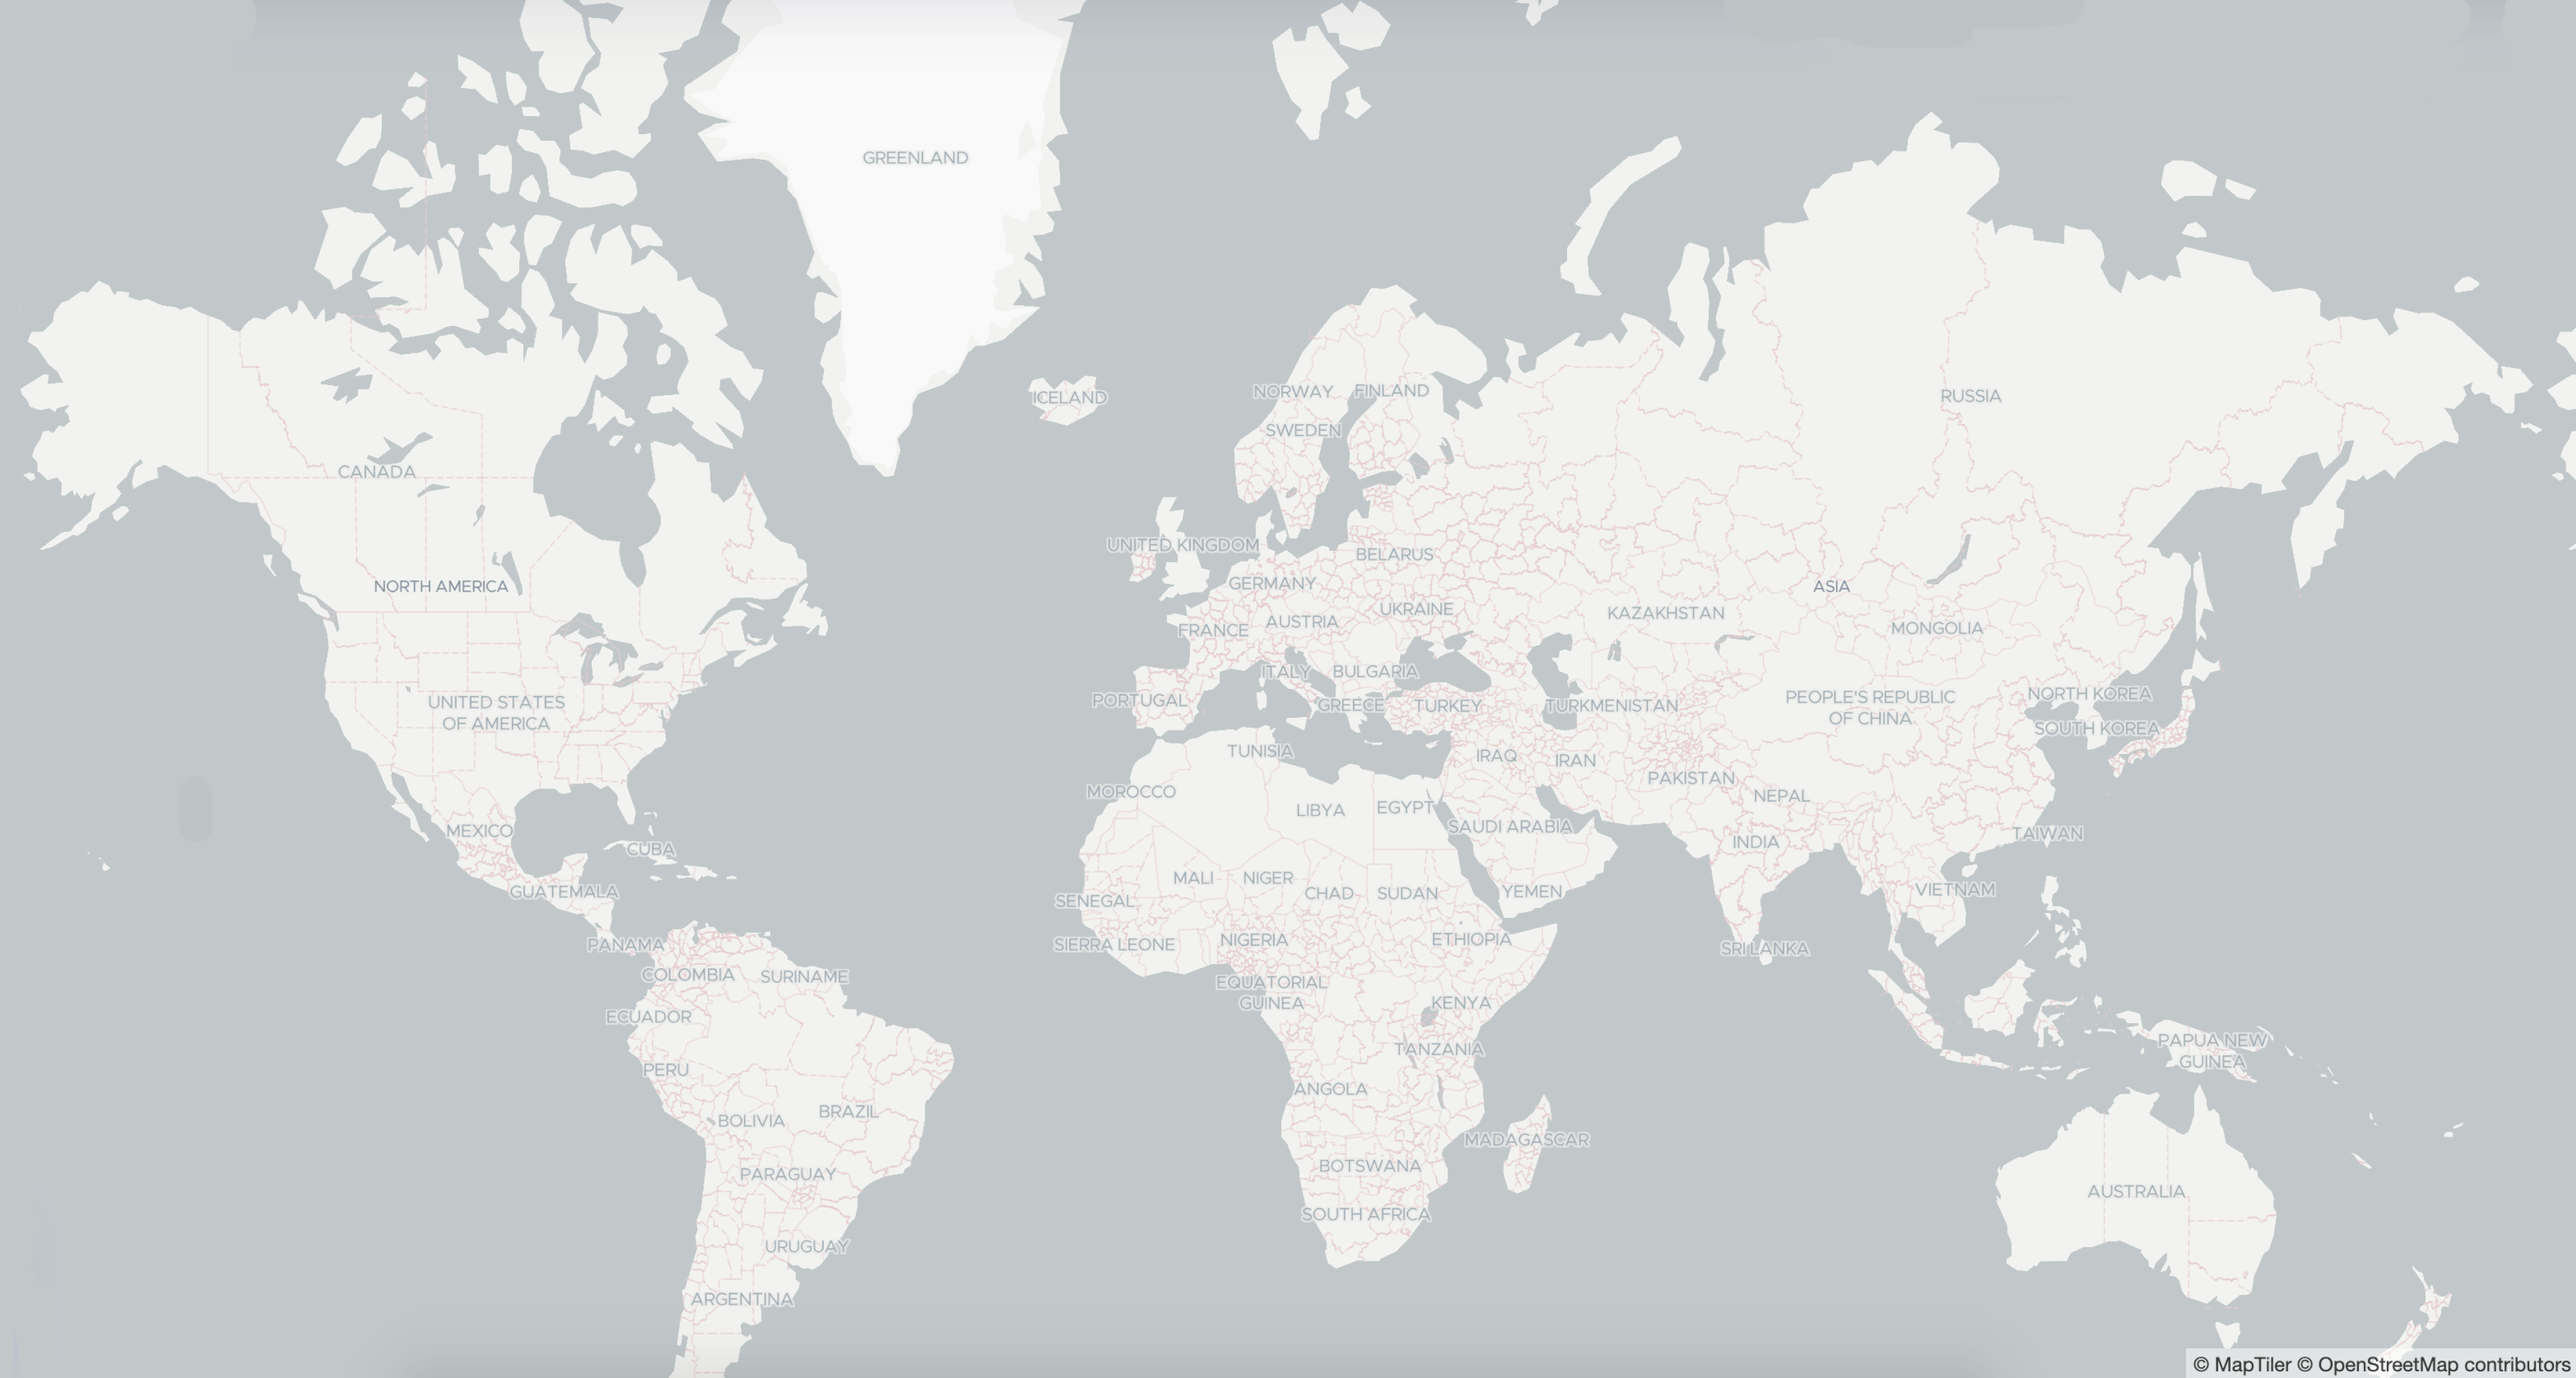 GREENLAND
ICELAND
NORWAY
FINLAND
SWEDEN
RUSSIA
CANADA
UNITED KINGDOM
BELARUS
GERMANY
NORTH AMERICA
ASIA
UKRAINE
KAZAKHSTAN
AUSTRIA
FRANCE
MONGOLIA
ITALY
BULGARIA
PORTUGAL
GREECE
TURKEY
TURKMENISTAN
PEOPLE'S REPUBLIC
OF CHINA
NORTH KOREA
SOUTH KOREA
UNITED STATES
OF AMERICA
TUNISIA
IRAQ
IRAN
PAKISTAN
MOROCCO
NEPAL
LIBYA
EGYPT
SAUDI ARABIA
MEXICO
TAIWAN
INDIA
CUBA
MALI
NIGER
CHAD
SUDAN
YEMEN
VIETNAM
GUATEMALA
SENEGAL
PANAMA
SIERRA LEONE
NIGERIA
ETHIOPIA
SRI LANKA
COLOMBIA
SURINAME
EQUATORIAL
GUINEA
KENYA
ECUADOR
TANZANIA
PAPUA NEW
GUINEA
PERU
ANGOLA
BRAZIL
BOLIVIA
MADAGASCAR
BOTSWANA
PARAGUAY
AUSTRALIA
SOUTH AFRICA
URUGUAY
ARGENTINA
© MapTiler © OpenStreetMap contributors